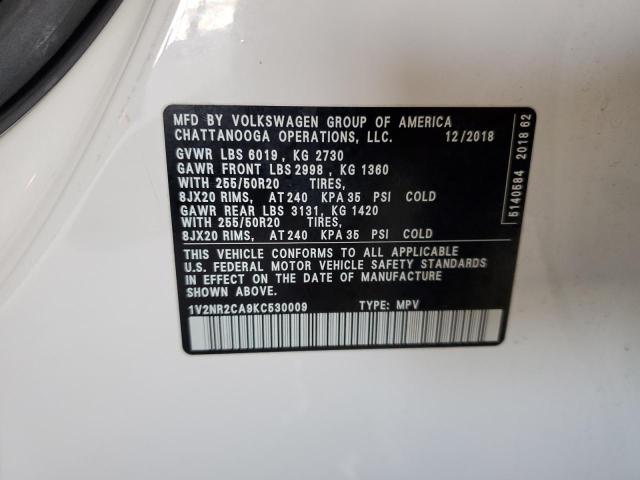 MFD BY VOLKSWAGEN GROUP OF AMERICA
CHATTANOOGA OPERATIONS, LLC. 12/2018
GVWR LBS 6019 , KG 2730
GAWR FRONT LBS 2998 , KG 1360
WITH 255/50R20 TIRES,
8JX20 RIMS, AT 240 KPA 35 PSI COLD
GAWR REAR LBS 3131, KG 1420
WITH 255/50R20 TIRES,
8JX20 RIMS, AT 240 KPA 35 PSI COLD
THIS VEHICLE CONFORMS TO ALL APPLICABLE
U.S. FEDERAL MOTOR VEHICLE SAFETY STANDARDS
IN EFFECT ON THE DATE OF MANUFACTURE
SHOWN ABOVE.
1V2NR2CA9KC530009 TYPE: MPV
5140584 2018 62